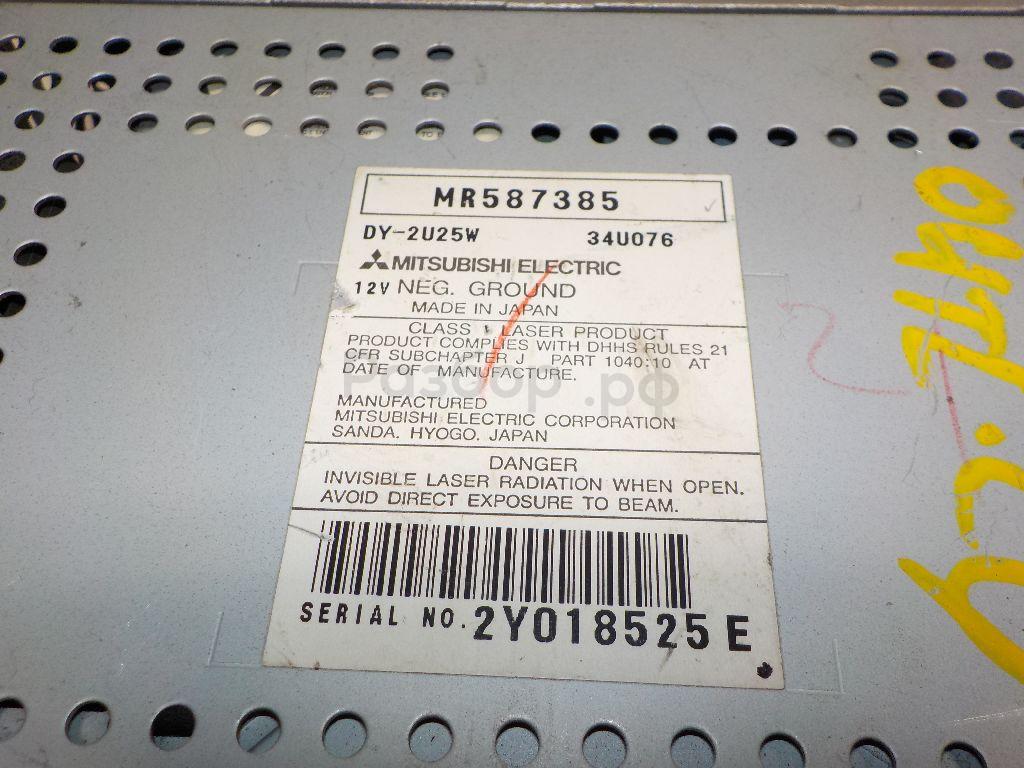 MR587385
DY-2U25W 34U076
MITSUBISHI ELECTRIC
12V NEG. GROUND
MADE IN JAPAN
CLASS 1 LASER PRODUCT
PRODUCT COMPLIES WITH DHHS RULES 21
CFR SUBCHAPTER J PART 1040:10 AT
DATE OF MANUFACTURE.
Разбор.рф
MANUFACTURED
MITSUBISHI ELECTRIC CORPORATION
SANDA, HYOGO, JAPAN
DANGER
INVISIBLE LASER RADIATION WHEN OPEN.
AVOID DIRECT EXPOSURE TO BEAM.
SERIAL NO. 2Y018525E